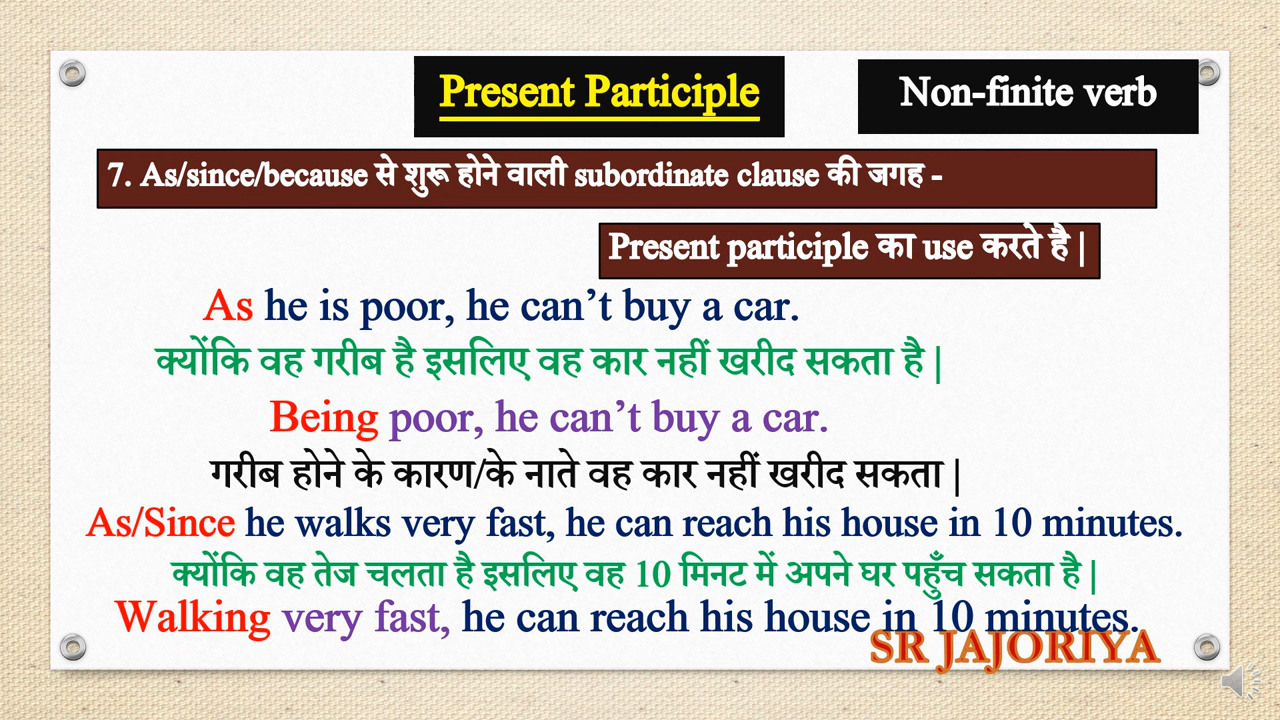 Present Participle
Non-finite verb
7. As/since/because से शुरू होने वाली subordinate clause की जगह -
Present participle का use करते है |
As he is poor, he can’t buy a car.
क्योंकि वह गरीब है इसलिए वह कार नहीं खरीद सकता है |
Being poor, he can’t buy a car.
गरीब होने के कारण/के नाते वह कार नहीं खरीद सकता |
As/Since he walks very fast, he can reach his house in 10 minutes.
क्योंकि वह तेज चलता है इसलिए वह 10 मिनट में अपने घर पहुँच सकता है |
Walking very fast, he can reach his house in 10 minutes.
SR JAJORIYA